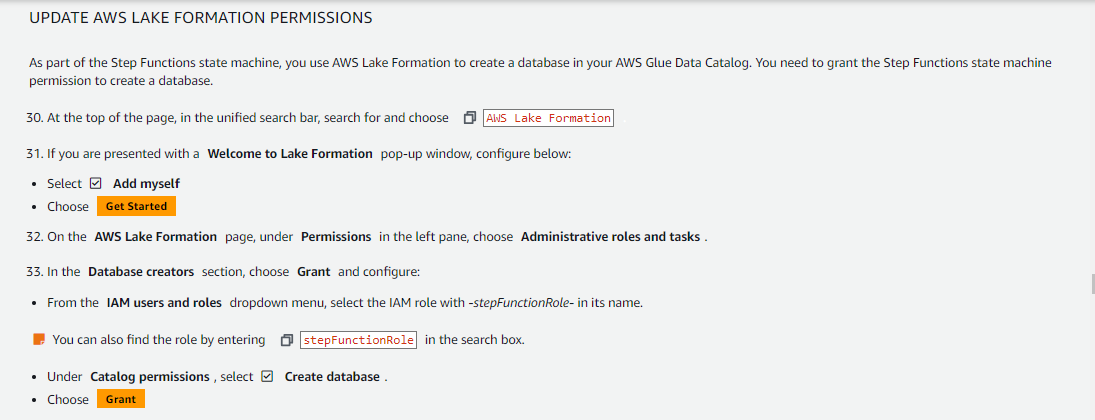 UPDATE AWS LAKE FORMATION PERMISSIONS
As part of the Step Functions state machine, you use AWS Lake Formation to create a database in your AWS Glue Data Catalog. You need to grant the Step Functions state machine
permission to create a database.
30. At the top of the page, in the unified search bar, search for and choose AWS Lake Formation .
31. If you are presented with a Welcome to Lake Formation pop-up window, configure below:
• Select ☑ Add myself
• Choose Get Started
32. On the AWS Lake Formation page, under Permissions in the left pane, choose Administrative roles and tasks .
33. In the Database creators section, choose Grant and configure:
• From the IAM users and roles dropdown menu, select the IAM role with -stepFunctionRole- in its name.
You can also find the role by entering stepFunctionRole in the search box.
• Under Catalog permissions , select ☑ Create database .
• Choose Grant